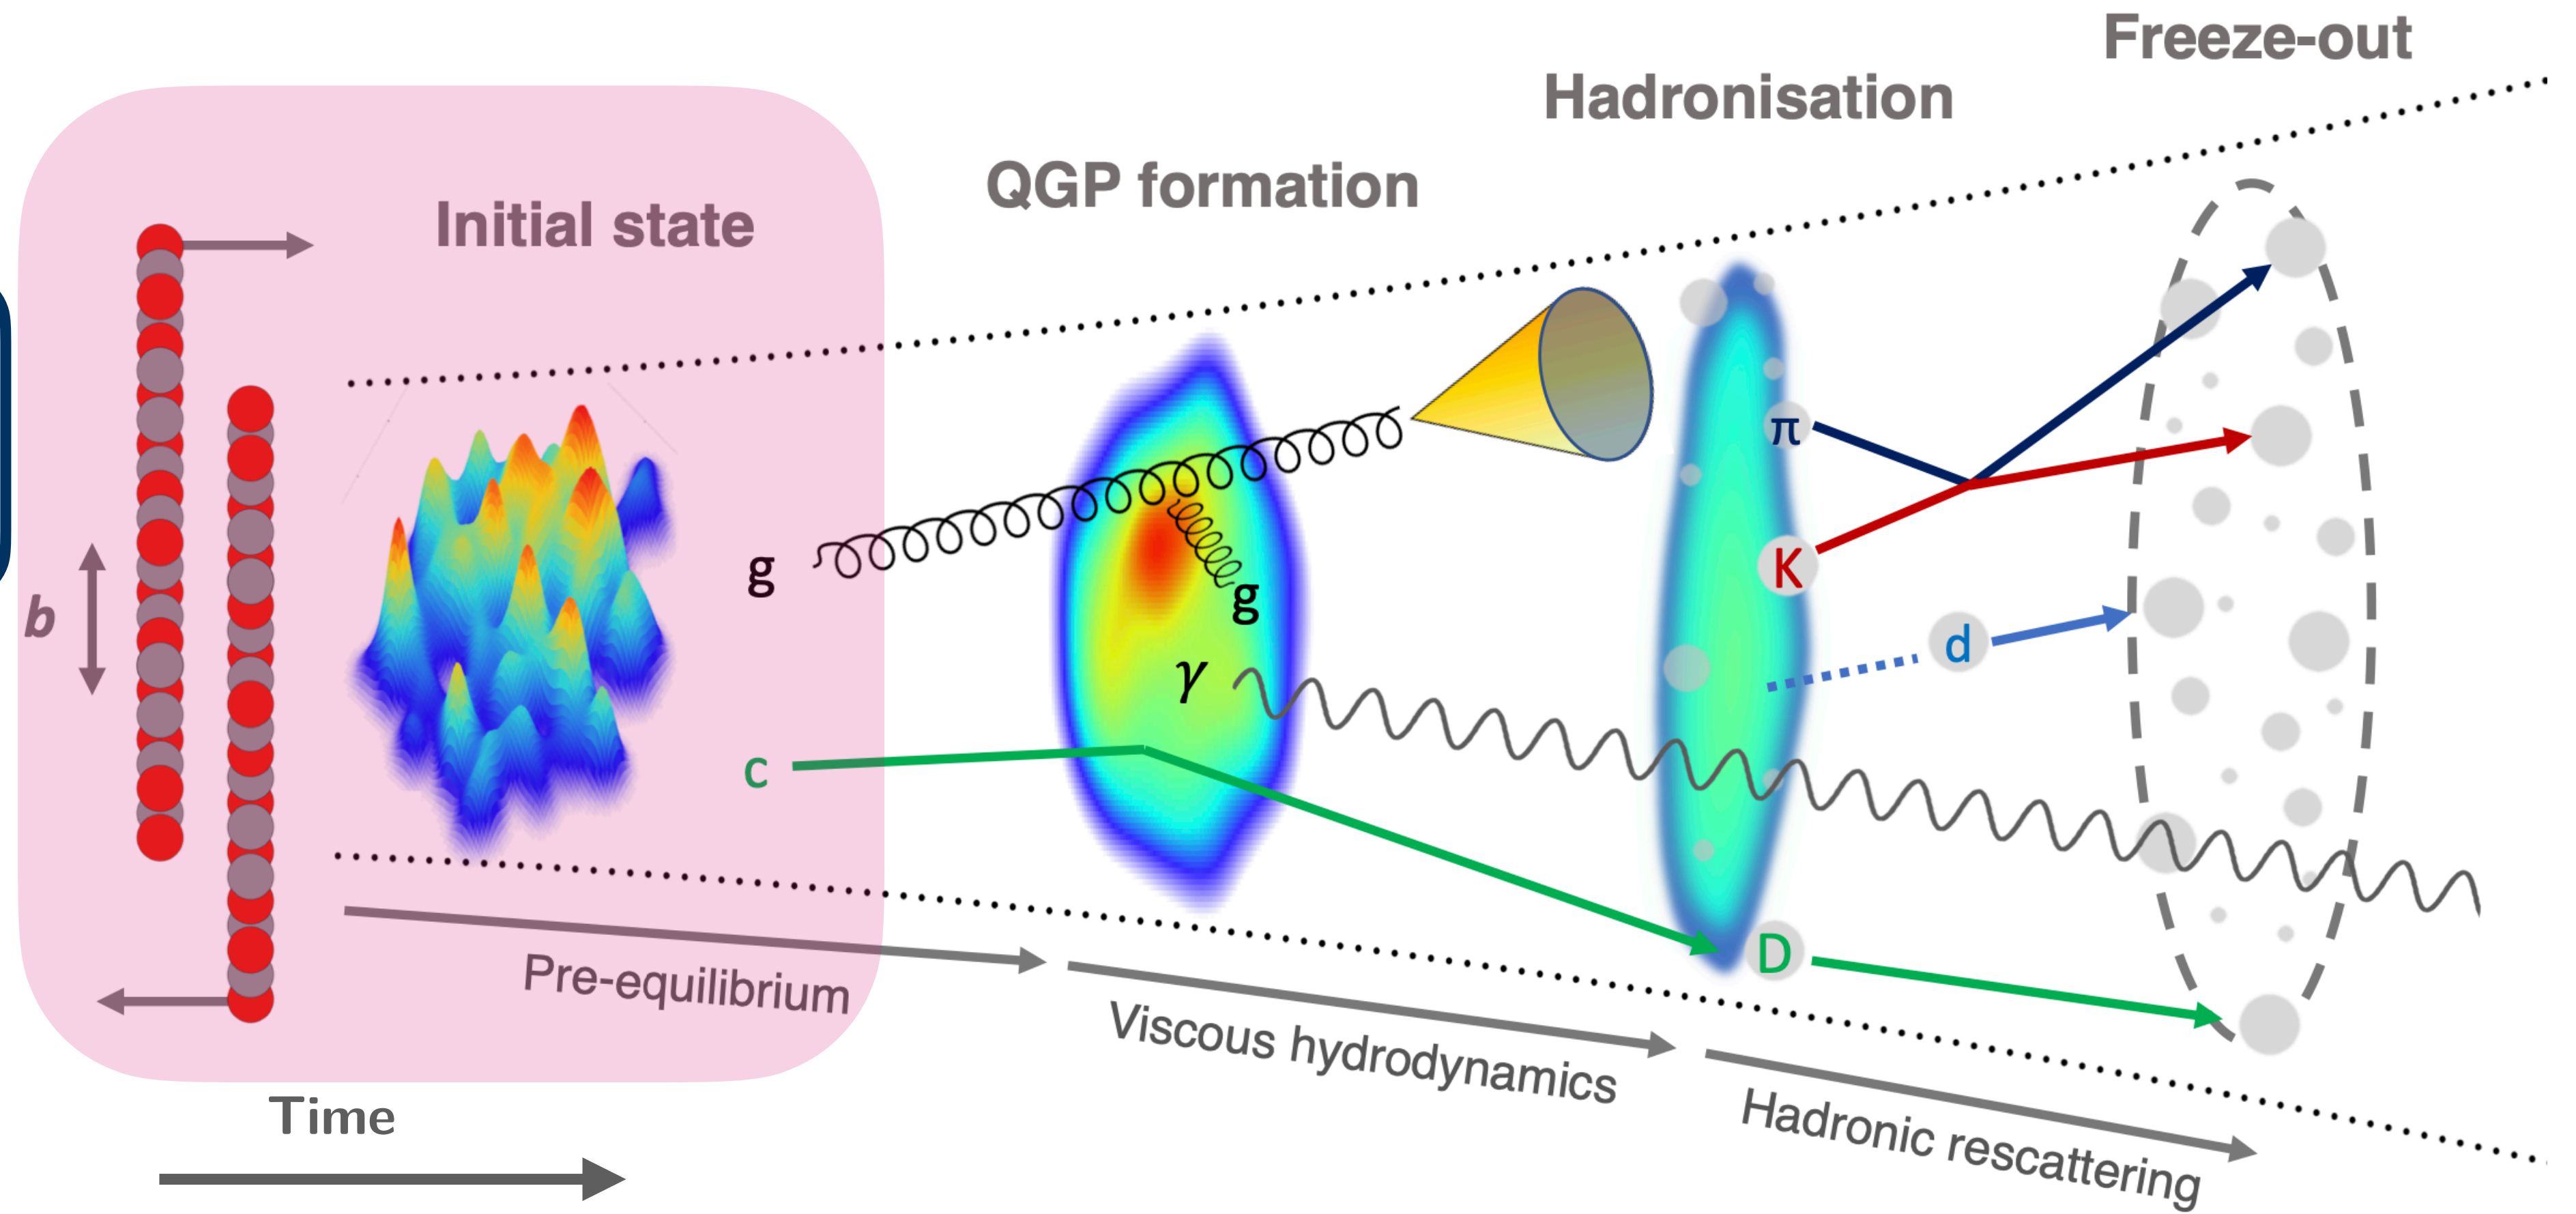 Freeze-out
Hadronisation
QGP formation
Initial state
b
g
g
γ
c
π
K
d
D
Pre-equilibrium
Viscous hydrodynamics
Hadronic rescattering
Time